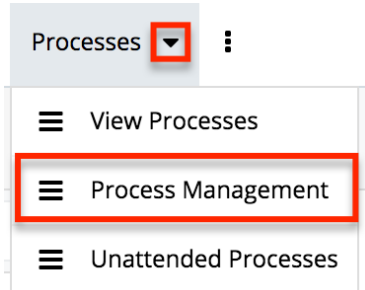 Processes
View Processes
Process Management
Unattended Processes